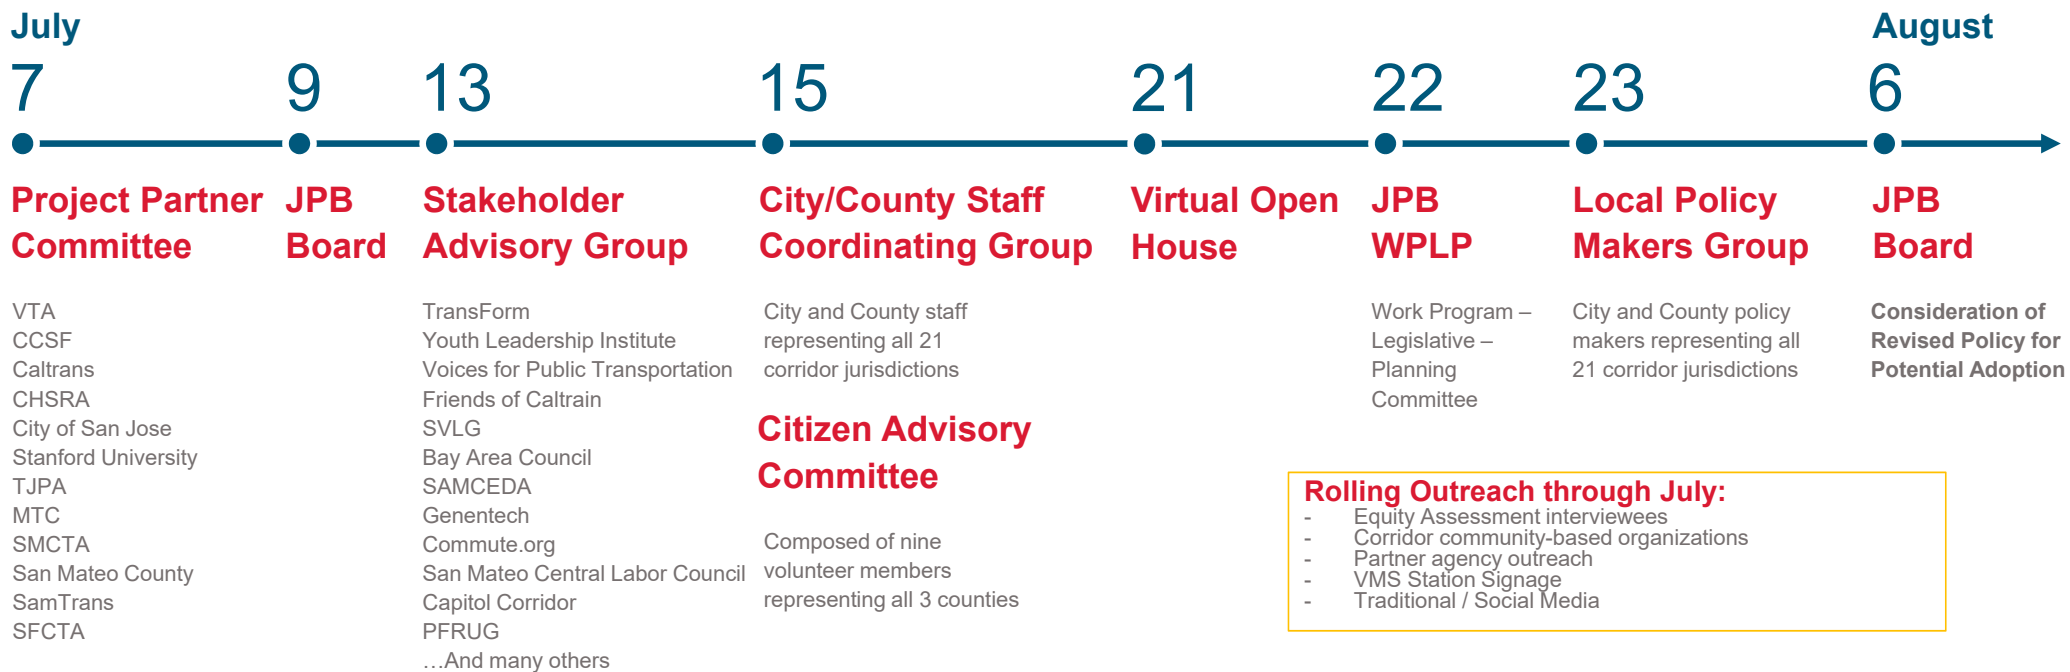 July
August
7
9
13
15
21
22
23
6
Project Partner
Committee
VTA
CCSF
Caltrans
CHSRA
City of San Jose
Stanford University
TJPA
MTC
SMCTA
San Mateo County
SamTrans
SFCTA
JPB
Board
Stakeholder
Advisory Group
TransForm
Youth Leadership Institute
Voices for Public Transportation
Friends of Caltrain
SVLG
Bay Area Council
SAMCEDA
Genentech
Commute.org
San Mateo Central Labor Council
Capitol Corridor
PFRUG
…And many others
City/County Staff
Coordinating Group
City and County staff
representing all 21
corridor jurisdictions
Citizen Advisory
Committee
Composed of nine
volunteer members
representing all 3 counties
Virtual Open
House
JPB
WPLP
Work Program –
Legislative –
Planning
Committee
Local Policy
Makers Group
City and County policy
makers representing all
21 corridor jurisdictions
JPB
Board
Consideration of
Revised Policy for
Potential Adoption
Rolling Outreach through July:
- Equity Assessment interviewees
- Corridor community-based organizations
- Partner agency outreach
- VMS Station Signage
- Traditional / Social Media